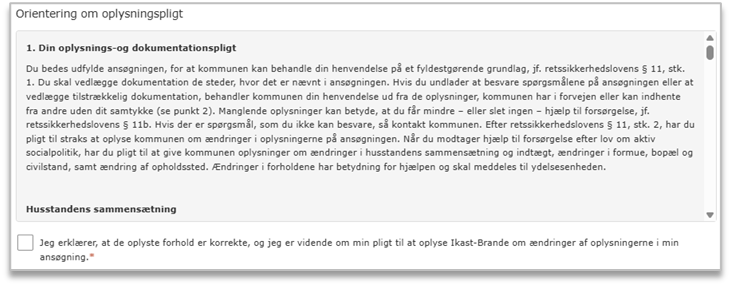 Orientering om oplysningspligt
1. Din oplysnings-og dokumentationspligt
Du bedes udfylde ansøgningen, for at kommunen kan behandle din henvendelse på et fyldestgørende grundlag, jf. retssikkerhedslovens § 11, stk.
1. Du skal vedlægge dokumentation de steder, hvor det er nævnt i ansøgningen. Hvis du undlader at besvare spørgsmålene på ansøgningen eller at
vedlægge tilstrækkelig dokumentation, behandler kommunen din henvendelse ud fra de oplysninger, kommunen har i forvejen eller kan indhente
fra andre uden dit samtykke (se punkt 2). Manglende oplysninger kan betyde, at du får mindre – eller slet ingen – hjælp til forsørgelse, jf.
retssikkerhedslovens § 11b. Hvis der er spørgsmål, som du ikke kan besvare, så kontakt kommunen. Efter retssikkerhedslovens § 11, stk. 2, har du
pligt til straks at oplyse kommunen om ændringer i oplysningerne på ansøgningen. Når du modtager hjælp til forsørgelse efter lov om aktiv
socialpolitik, har du pligt til at give kommunen oplysninger om ændringer i husstandens sammensætning og indtægt, ændringer i formue, bopæl og
civilstand, samt ændring af opholdssted. Ændringer i forholdene har betydning for hjælpen og skal meddeles til ydelsesenheden.
Husstandens sammensætning
Jeg erklærer, at de oplyste forhold er korrekte, og jeg er vidende om min pligt til at oplyse Ikast-Brande om ændringer af oplysningerne i min
ansøgning.*